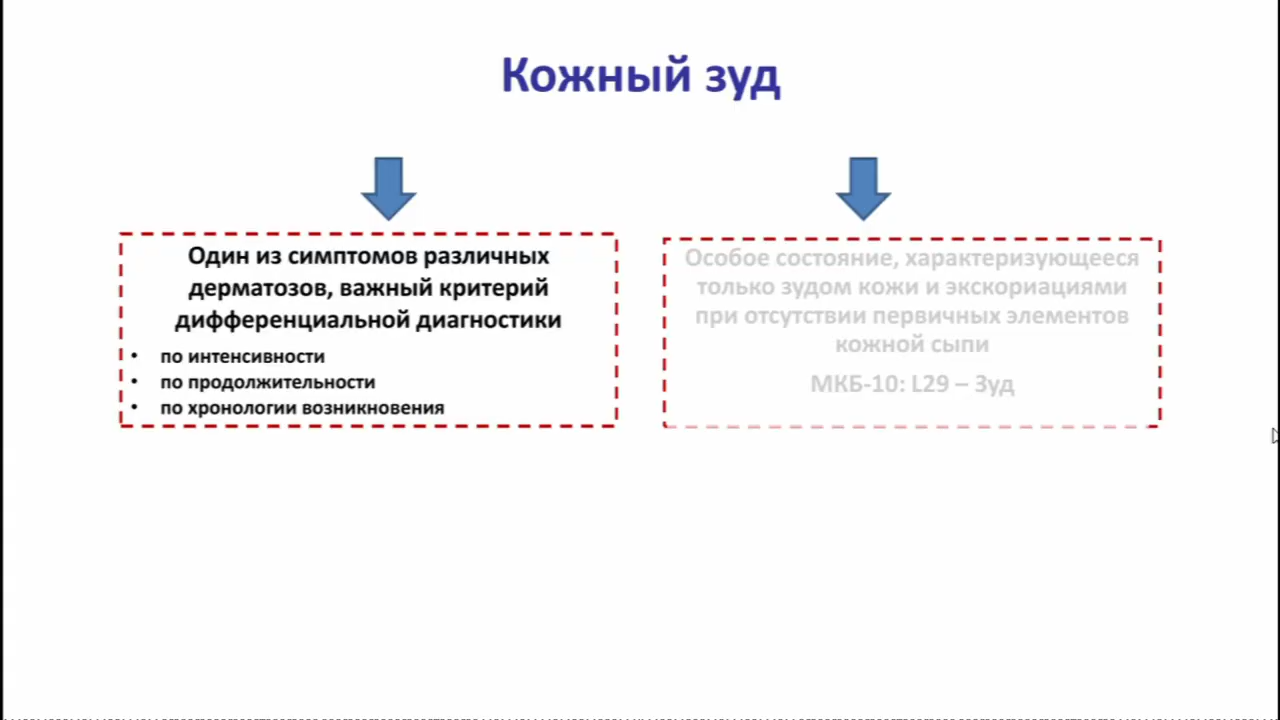 Кожный зуд
Один из симптомов различных
дерматозов, важный критерий
дифференциальной диагностики
• по интенсивности
• по продолжительности
• по хронологии возникновения
Особое состояние, характеризующееся
только зудом кожи и экскориациями
при отсутствии первичных элементов
кожной сыпи
МКБ-10: L29 – Зуд